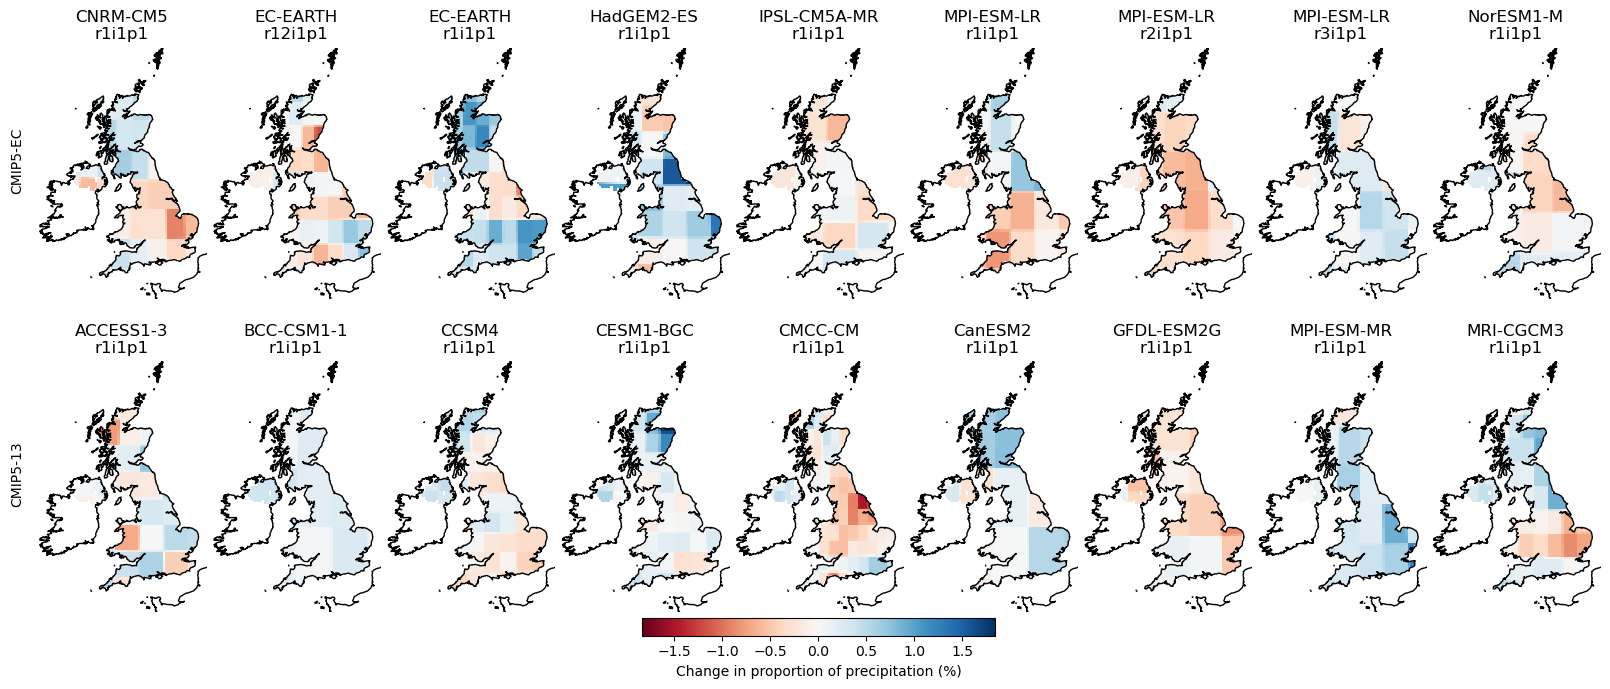 CNRM-CM5 EC-EARTH EC-EARTH HadGEM2-ES IPSL-CM5A-MR MPI-ESM-LR MPI-ESM-LR MPI-ESM-LR NorESM1-M
r1i1p1 r12i1p1 r1i1p1 r1i1p1 r1i1p1 r1i1p1 r2i1p1 r3i1p1 r1i1p1
CMIP5-EC
ACCESS1-3 BCC-CSM1-1 CCSM4 CESM1-BGC CMCC-CM CanESM2 GFDL-ESM2G MPI-ESM-MR MRI-CGCM3
r1i1p1 r1i1p1 r1i1p1 r1i1p1 r1i1p1 r1i1p1 r1i1p1 r1i1p1 r1i1p1
CMIP5-13
−1.5 −1.0 −0.5 0.0 0.5 1.0 1.5
Change in proportion of precipitation (%)